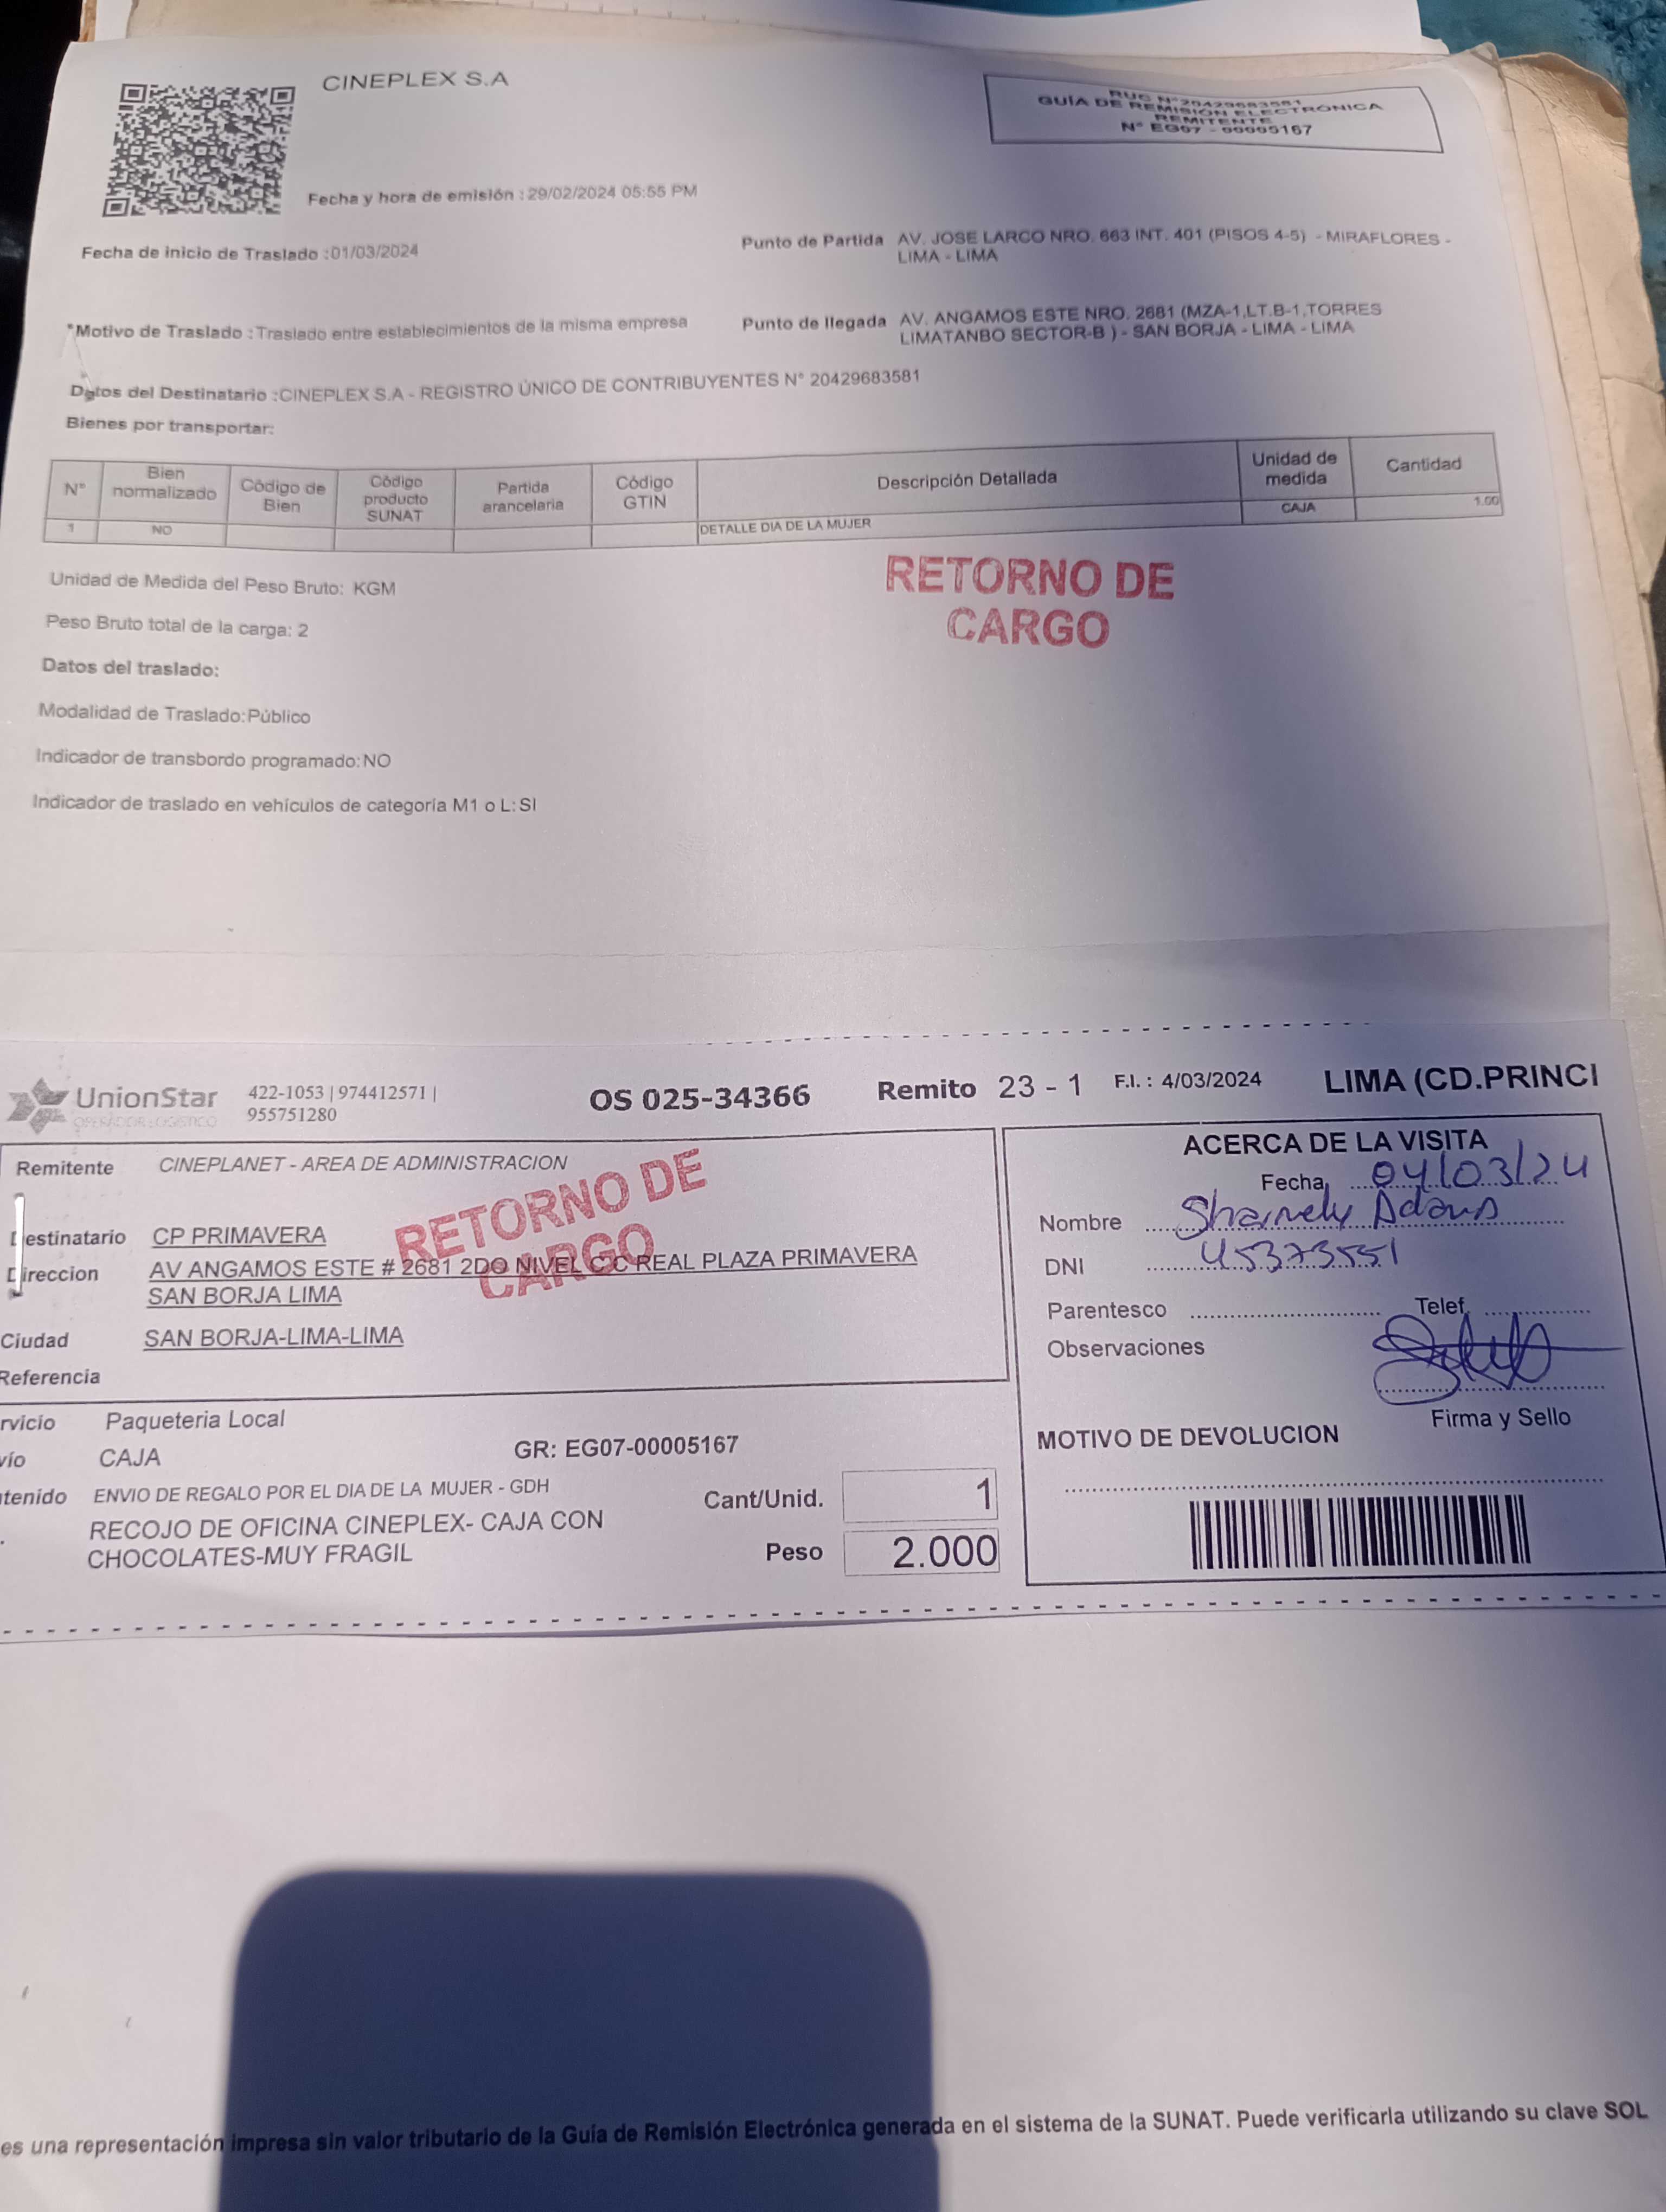 CINEPLEX S.A
RUC N°20429683581
GUÍA DE REMISIÓN ELECTRÓNICA
REMITENTE
N° EG07 - 00005167
Fecha y hora de emisión : 29/02/2024 05:55 PM
Fecha de inicio de Traslado :01/03/2024
Punto de Partida AV. JOSE LARCO NRO. 663 INT. 401 (PISOS 4-5) - MIRAFLORES -
LIMA - LIMA
*Motivo de Traslado : Traslado entre establecimientos de la misma empresa
Punto de llegada AV. ANGAMOS ESTE NRO. 2681 (MZA-1,LT.B-1,TORRES
LIMATANBO SECTOR-B ) - SAN BORJA - LIMA - LIMA
Datos del Destinatario :CINEPLEX S.A - REGISTRO ÚNICO DE CONTRIBUYENTES N° 20429683581
Bienes por transportar:
N° Bien normalizado Código de Bien Código producto SUNAT Partida arancelaria Código GTIN Descripción Detallada Unidad de medida Cantidad
1 NO DETALLE DIA DE LA MUJER CAJA 1.00
RETORNO DE
CARGO
Unidad de Medida del Peso Bruto: KGM
Peso Bruto total de la carga: 2
Datos del traslado:
Modalidad de Traslado:Público
Indicador de transbordo programado:NO
Indicador de traslado en vehículos de categoría M1 o L:SI
UnionStar
OPERADOR LOGISTICO
422-1053 | 974412571 |
955751280
OS 025-34366
Remito 23 - 1
F.I. : 4/03/2024
LIMA (CD.PRINCI
Remitente CINEPLANET - AREA DE ADMINISTRACION
RETORNO DE
CARGO
Destinatario CP PRIMAVERA
Direccion AV ANGAMOS ESTE # 2681 2DO NIVEL C.C REAL PLAZA PRIMAVERA
SAN BORJA LIMA
Ciudad SAN BORJA-LIMA-LIMA
Referencia
rvicio Paqueteria Local
vío CAJA
GR: EG07-00005167
ntenido ENVIO DE REGALO POR EL DIA DE LA MUJER - GDH
RECOJO DE OFICINA CINEPLEX- CAJA CON
CHOCOLATES-MUY FRAGIL
Cant/Unid. 1
Peso 2.000
ACERCA DE LA VISITA
Fecha 04/03/24
Nombre
DNI 45373551
Parentesco Telef
Observaciones
Firma y Sello
MOTIVO DE DEVOLUCION
es una representación impresa sin valor tributario de la Guía de Remisión Electrónica generada en el sistema de la SUNAT. Puede verificarla utilizando su clave SOL